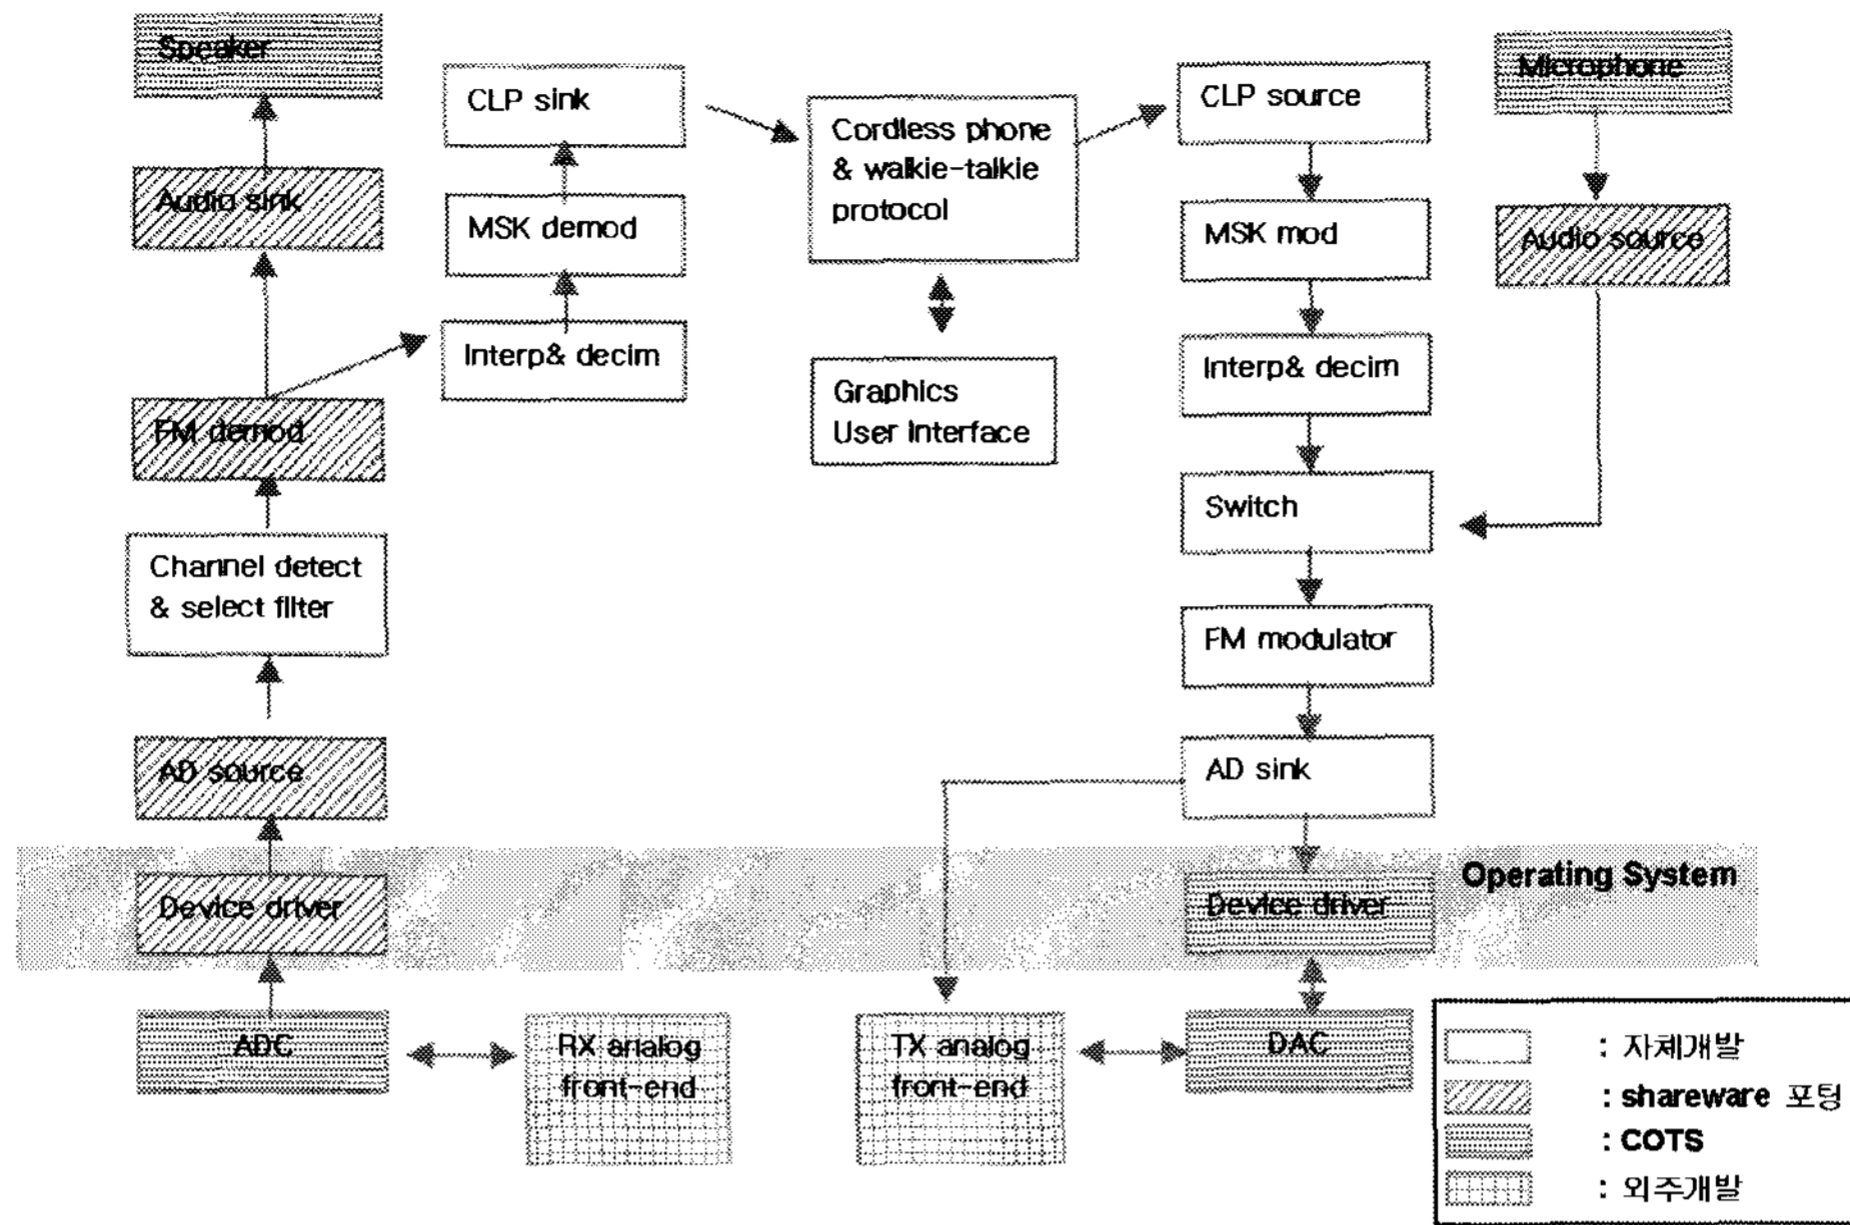 Speaker
Audio sink
FM demod
Channel detect
& select filter
AD source
Device driver
ADC
RX analog
front-end
CLP sink
MSK demod
Interp& decim
Cordless phone
& walkie-talkie
protocol
Graphics
User Interface
CLP source
MSK mod
Interp& decim
Switch
FM modulator
AD sink
Device driver
DAC
TX analog
front-end
Microphone
Audio source
Operating System
: 자체개발
: shareware 포팅
: COTS
: 외주개발